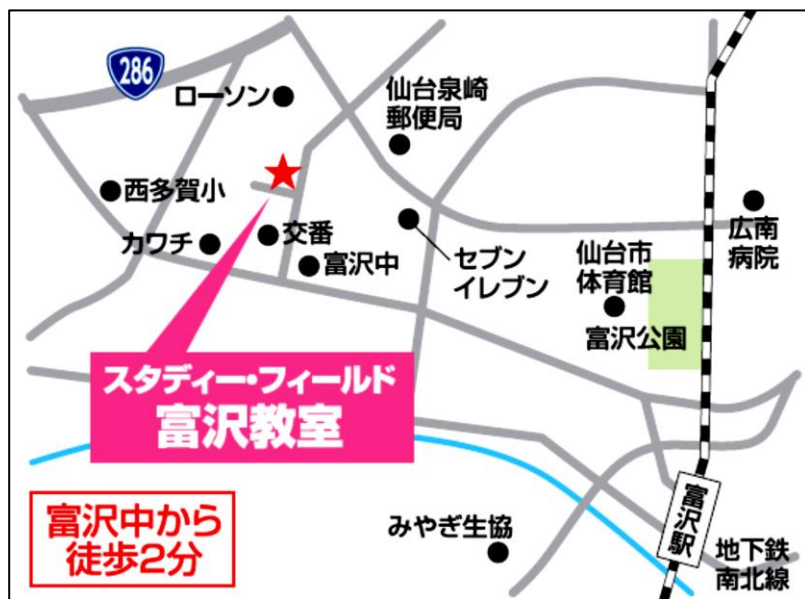 286
ローソン
仙台泉崎
郵便局
西多賀小
カワチ
交番
富沢中
セブン
イレブン
仙台市
体育館
富沢公園
広南
病院
スタディー・フィールド
富沢教室
富沢中から
徒歩2分
みやぎ生協
富沢駅
地下鉄
南北線